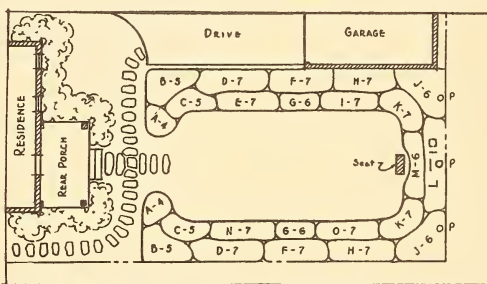 DRIVE
GARAGE
B-5
D-7
F-7
H-7
J-6
C-5
E-7
G-6
I-7
K-7
P
A-4
RESIDENCE
REAR PORCH
Seat
M-6
P
A-4
C-5
N-7
G-6
O-7
K-7
B-5
D-7
F-7
H-7
J-6
P